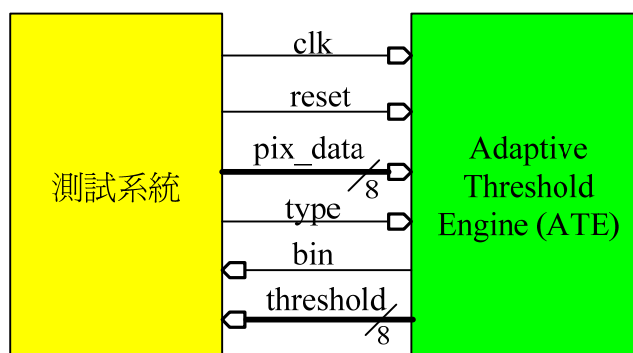 測試系統
clk
reset
pix_data
8
type
bin
threshold
8
Adaptive
Threshold
Engine (ATE)